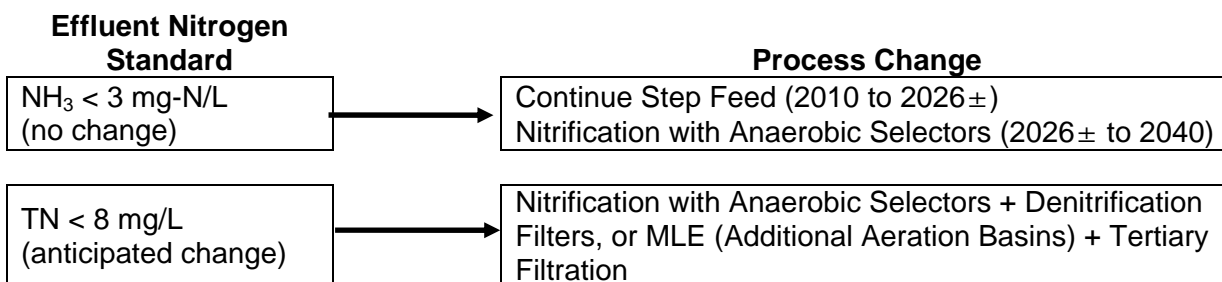 Effluent Nitrogen
Standard
Process Change
NH₃ < 3 mg-N/L
(no change)
Continue Step Feed (2010 to 2026±)
Nitrification with Anaerobic Selectors (2026± to 2040)
TN < 8 mg/L
(anticipated change)
Nitrification with Anaerobic Selectors + Denitrification
Filters, or MLE (Additional Aeration Basins) + Tertiary
Filtration